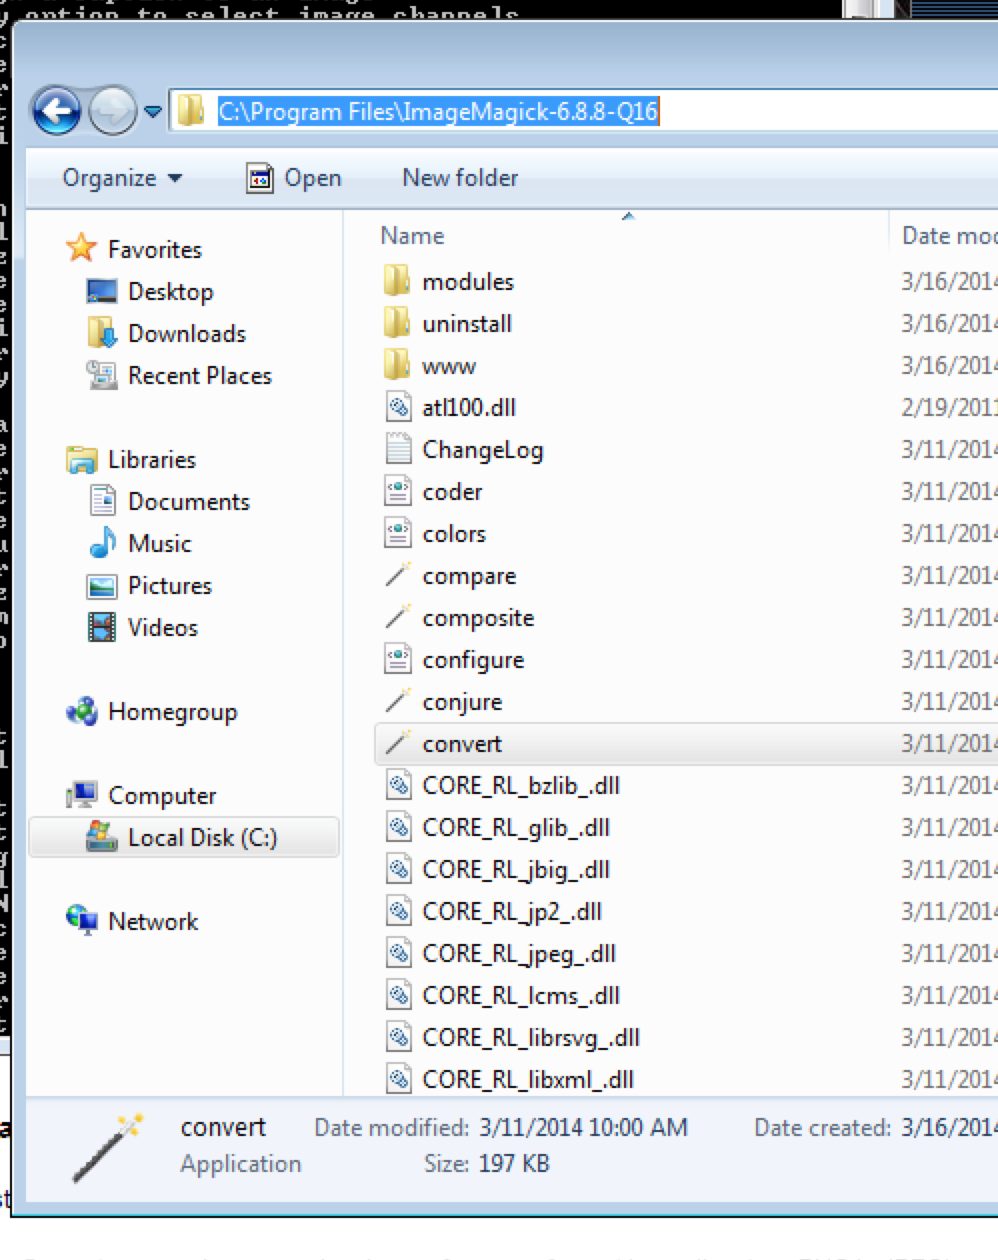 y option to select image channels
C:\Program Files\ImageMagick-6.8.8-Q16
Organize Open New folder
Name Date mod
Favorites
Desktop
Downloads
Recent Places
Libraries
Documents
Music
Pictures
Videos
Homegroup
Computer
Local Disk (C:)
Network
modules 3/16/2014
uninstall 3/16/2014
www 3/16/2014
atl100.dll 2/19/2011
ChangeLog 3/11/2014
coder 3/11/2014
colors 3/11/2014
compare 3/11/2014
composite 3/11/2014
configure 3/11/2014
conjure 3/11/2014
convert 3/11/2014
CORE_RL_bzlib_.dll 3/11/2014
CORE_RL_glib_.dll 3/11/2014
CORE_RL_jbig_.dll 3/11/2014
CORE_RL_jp2_.dll 3/11/2014
CORE_RL_jpeg_.dll 3/11/2014
CORE_RL_lcms_.dll 3/11/2014
CORE_RL_librsvg_.dll 3/11/2014
CORE_RL_libxml_.dll 3/11/2014
convert Date modified: 3/11/2014 10:00 AM Date created: 3/16/2014
Application Size: 197 KB